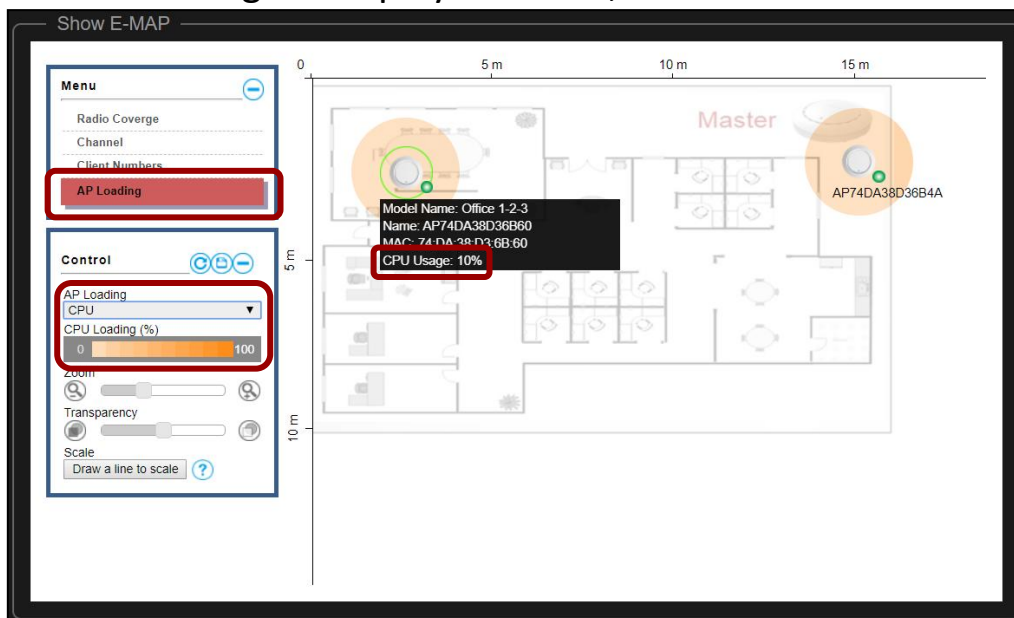 Show E-MAP
0
5 m
10 m
15 m
Menu
Radio Coverge
Channel
Client Numbers
AP Loading
Master
AP74DA38D36B4A
Model Name: Office 1-2-3
Name: AP74DA38D36B60
MAC: 74:DA:38:D3:6B:60
CPU Usage: 10%
5 m
Control
AP Loading
CPU
CPU Loading (%)
0
100
Zoom
Transparency
10 m
Scale
Draw a line to scale
?